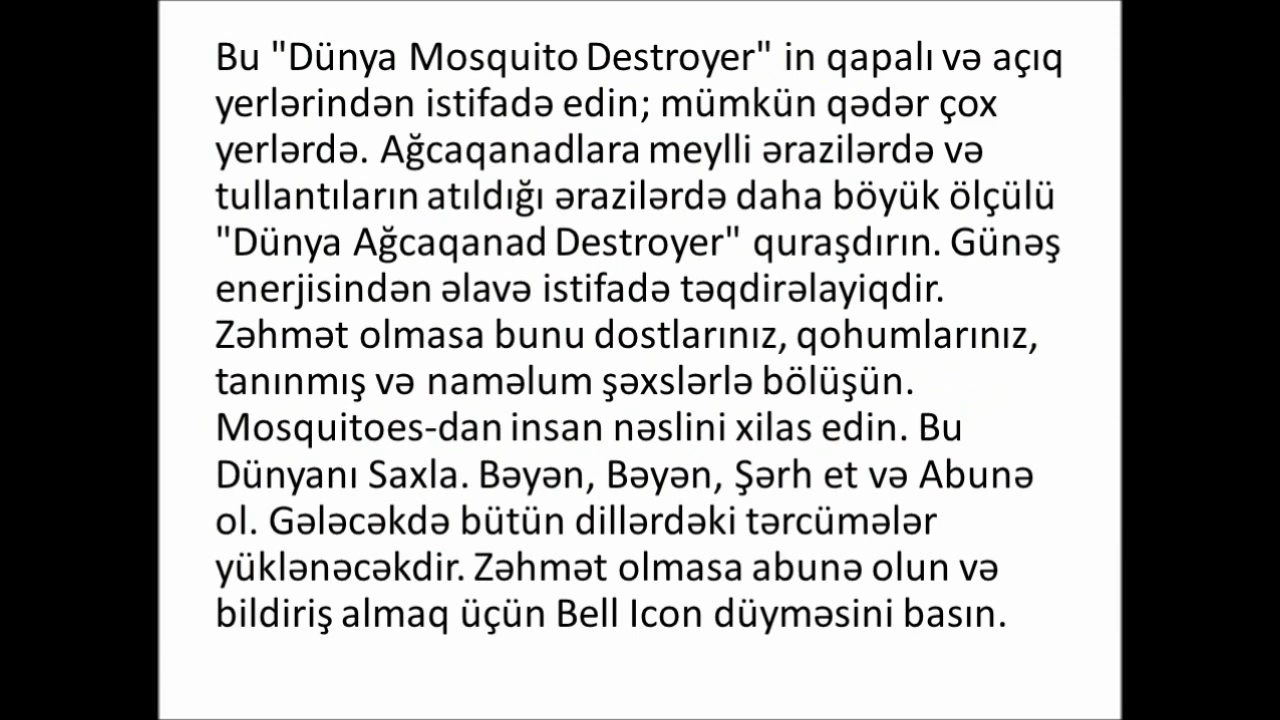 Bu "Dünya Mosquito Destroyer" in qapalı və açıq
yerlərindən istifadə edin; mümkün qədər çox
yerlərdə. Ağcaqanadlara meylli ərazilərdə və
tullantıların atıldığı ərazilərdə daha böyük ölçülü
"Dünya Ağcaqanad Destroyer" quraşdırın. Günəş
enerjisindən əlavə istifadə təqdirəlayiqdir.
Zəhmət olmasa bunu dostlarınız, qohumlarınız,
tanınmış və naməlum şəxslərlə bölüşün.
Mosquitoes-dan insan nəslini xilas edin. Bu
Dünyanı Saxla. Bəyən, Bəyən, Şərh et və Abunə
ol. Gələcəkdə bütün dillərdəki tərcümələr
yüklənəcəkdir. Zəhmət olmasa abunə olun və
bildiriş almaq üçün Bell Icon düyməsini basın.